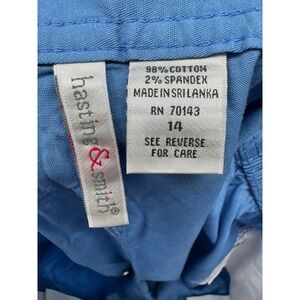 hasting&smith®
98% COTTON
2% SPANDEX
MADE IN SRI LANKA
RN 70143
14
SEE REVERSE
FOR CARE